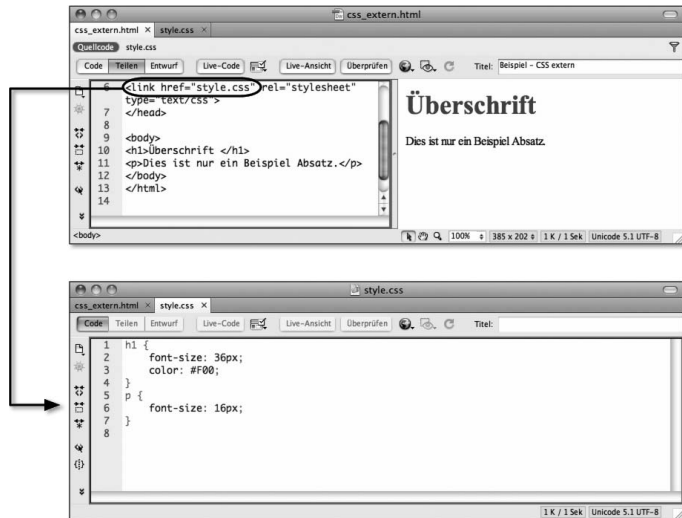 css_extern.html
css_extern.html × style.css ×
Quellcode style.css
Code Teilen Entwurf Live-Code Live-Ansicht Überprüfen Titel: Beispiel - CSS extern
6 <link href="style.css" rel="stylesheet"
type="text/css">
7 </head>
8
9 <body>
10 <h1>Überschrift </h1>
11 <p>Dies ist nur ein Beispiel Absatz.</p>
12 </body>
13 </html>
14
Überschrift
Dies ist nur ein Beispiel Absatz.
<body> 100% 385 x 202 1 K / 1 Sek Unicode 5.1 UTF-8
style.css
css_extern.html × style.css ×
Code Teilen Entwurf Live-Code Live-Ansicht Überprüfen Titel:
1 h1 {
2 font-size: 36px;
3 color: #F00;
4 }
5 p {
6 font-size: 16px;
7 }
8
1 K / 1 Sek Unicode 5.1 UTF-8